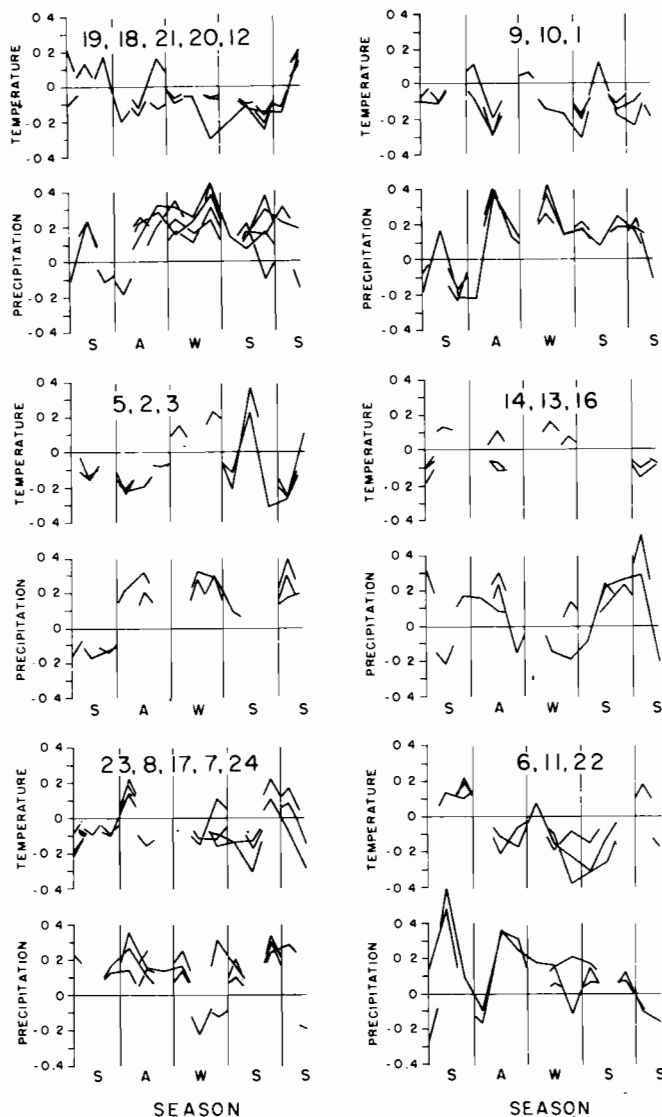 19, 18, 21, 20, 12
TEMPERATURE
0 4
0 2
0
-0 2
-0 4
PRECIPITATION
0 4
0 2
0
-0 2
-0 4
S A W S S
9, 10, 1
TEMPERATURE
0 4
0 2
0
-0 2
-0 4
PRECIPITATION
0 4
0 2
0
-0 2
-0 4
S A W S S
5, 2, 3
TEMPERATURE
0 4
0 2
0
-0 2
-0 4
PRECIPITATION
0 4
0 2
0
-0 2
-0 4
S A W S S
14, 13, 16
TEMPERATURE
0 4
0 2
0
-0 2
-0 4
PRECIPITATION
0 4
0 2
0
-0 2
-0 4
S A W S S
23, 8, 17, 7, 24
TEMPERATURE
0 4
0 2
0
-0 2
-0 4
PRECIPITATION
0 4
0 2
0
-0 2
-0.4
S A W S S
SEASON
6, 11, 22
TEMPERATURE
0 4
0 2
0
-0 2
-0 4
PRECIPITATION
0 4
0 2
0
-0 2
-0 4
S A W S S
SEASON